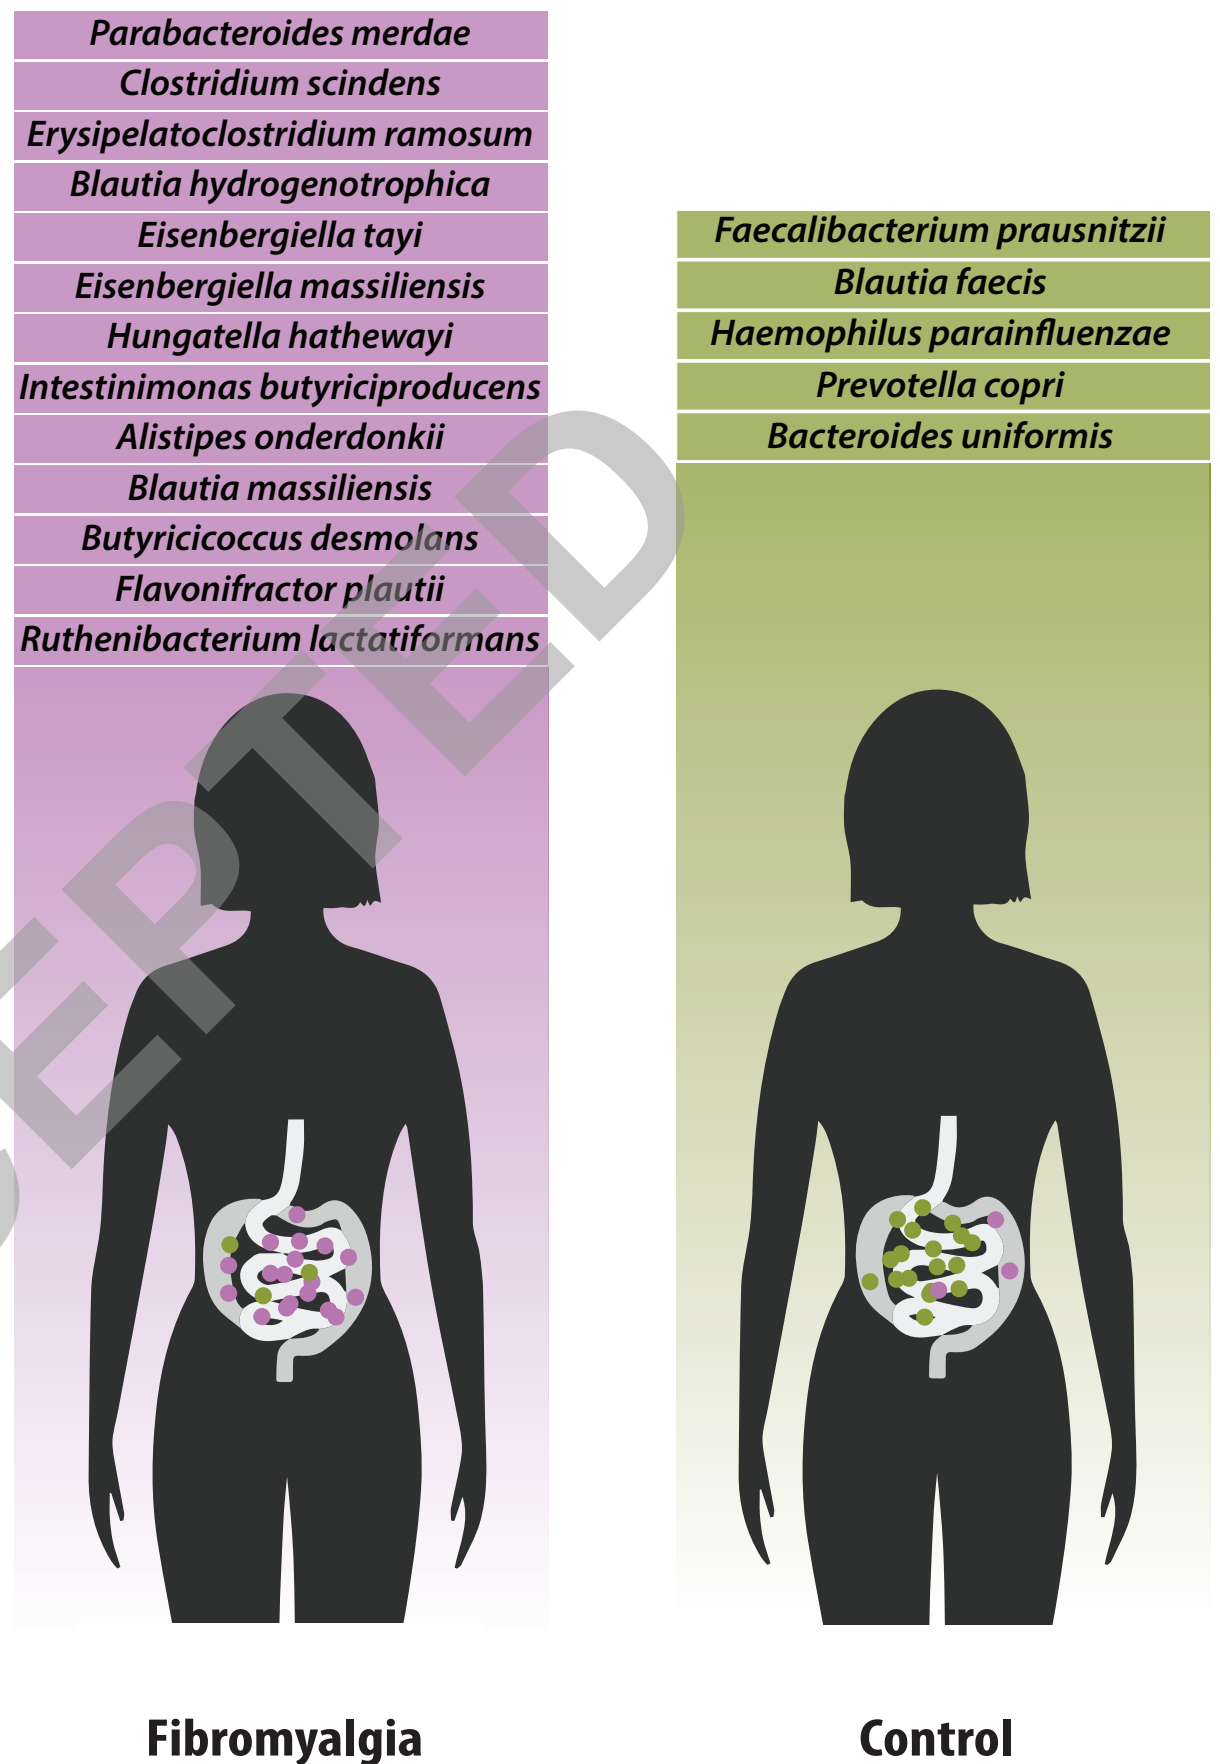 Parabacteroides merdae
Clostridium scindens
Erysipelatoclostridium ramosum
Blautia hydrogenotrophica
Eisenbergiella tayi
Eisenbergiella massiliensis
Hungatella hathewayi
Intestinimonas butyriciproducens
Alistipes onderdonkii
Blautia massiliensis
Butyricicoccus desmolans
Flavonifractor plautii
Ruthenibacterium lactatiformans
Fibromyalgia
Faecalibacterium prausnitzii
Blautia faecis
Haemophilus parainfluenzae
Prevotella copri
Bacteroides uniformis
Control
CEPTED